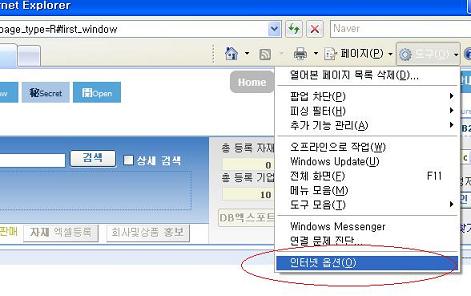 rnet Explorer
page_type=R#first_window
Naver
페이지(P)
도구(O)
Secret
Open
Home
열어본 페이지 목록 삭제(D)...
팝업 차단(P)
피싱 필터(H)
추가 기능 관리(A)
오프라인으로 작업(W)
Windows Update(U)
전체 화면(F) F11
메뉴 모음(M)
도구 모음(T)
Windows Messenger
연결 문제 진단...
인터넷 옵션(O)
검색
상세 검색
총 등록 자재
0
총 등록 기업
10
DB엑스포트
판매
자재 엑셀등록
회사및상품 홍보